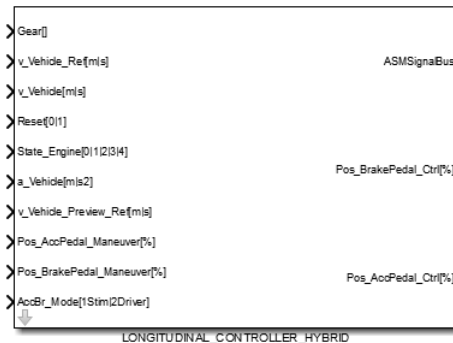 Gear[]
v_Vehicle_Ref[m|s]
ASMSignalBus
v_Vehicle[m|s]
Reset[0|1]
State_Engine[0|1|2|3|4]
a_Vehicle[m|s2]
Pos_BrakePedal_Ctrl[%]
v_Vehicle_Preview_Ref[m|s]
Pos_AccPedal_Maneuver[%]
Pos_BrakePedal_Maneuver[%]
Pos_AccPedal_Ctrl[%]
AccBr_Mode[1Stim|2Driver]
LONGITUDINAL_CONTROLLER_HYBRID